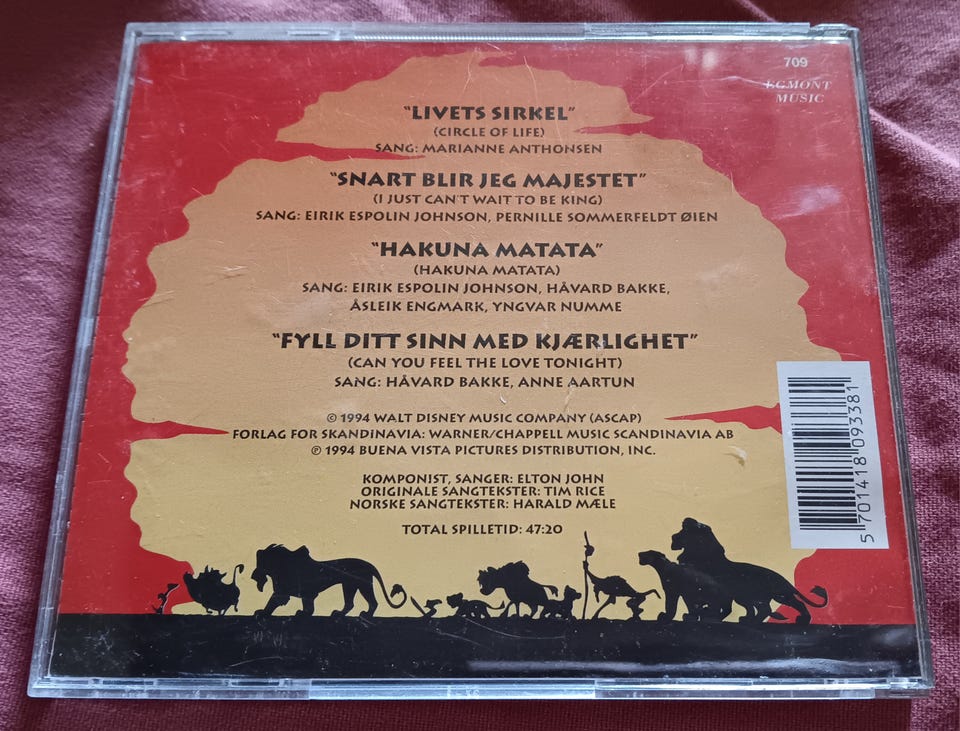 709
EGMONT
MUSIC
"LIVETS SIRKEL"
(CIRCLE OF LIFE)
SANG: MARIANNE ANTHONSEN
"SNART BLIR JEG MAJESTET"
(I JUST CAN'T WAIT TO BE KING)
SANG: EIRIK ESPOLIN JOHNSON, PERNILLE SOMMERFELDT ØIEN
"HAKUNA MATATA"
(HAKUNA MATATA)
SANG: EIRIK ESPOLIN JOHNSON, HÅVARD BAKKE,
ÅSLEIK ENGMARK, YNGVAR NUMME
"FYLL DITT SINN MED KJÆRLIGHET"
(CAN YOU FEEL THE LOVE TONIGHT)
SANG: HÅVARD BAKKE, ANNE AARTUN
© 1994 WALT DISNEY MUSIC COMPANY (ASCAP)
FORLAG FOR SKANDINAVIA: WARNER/CHAPPELL MUSIC SCANDINAVIA AB
℗ 1994 BUENA VISTA PICTURES DISTRIBUTION, INC.
KOMPONIST, SANGER: ELTON JOHN
ORIGINALE SANGTEKSTER: TIM RICE
NORSKE SANGTEKSTER: HARALD MÆLE
TOTAL SPILLETID: 47:20
5 701418 093381